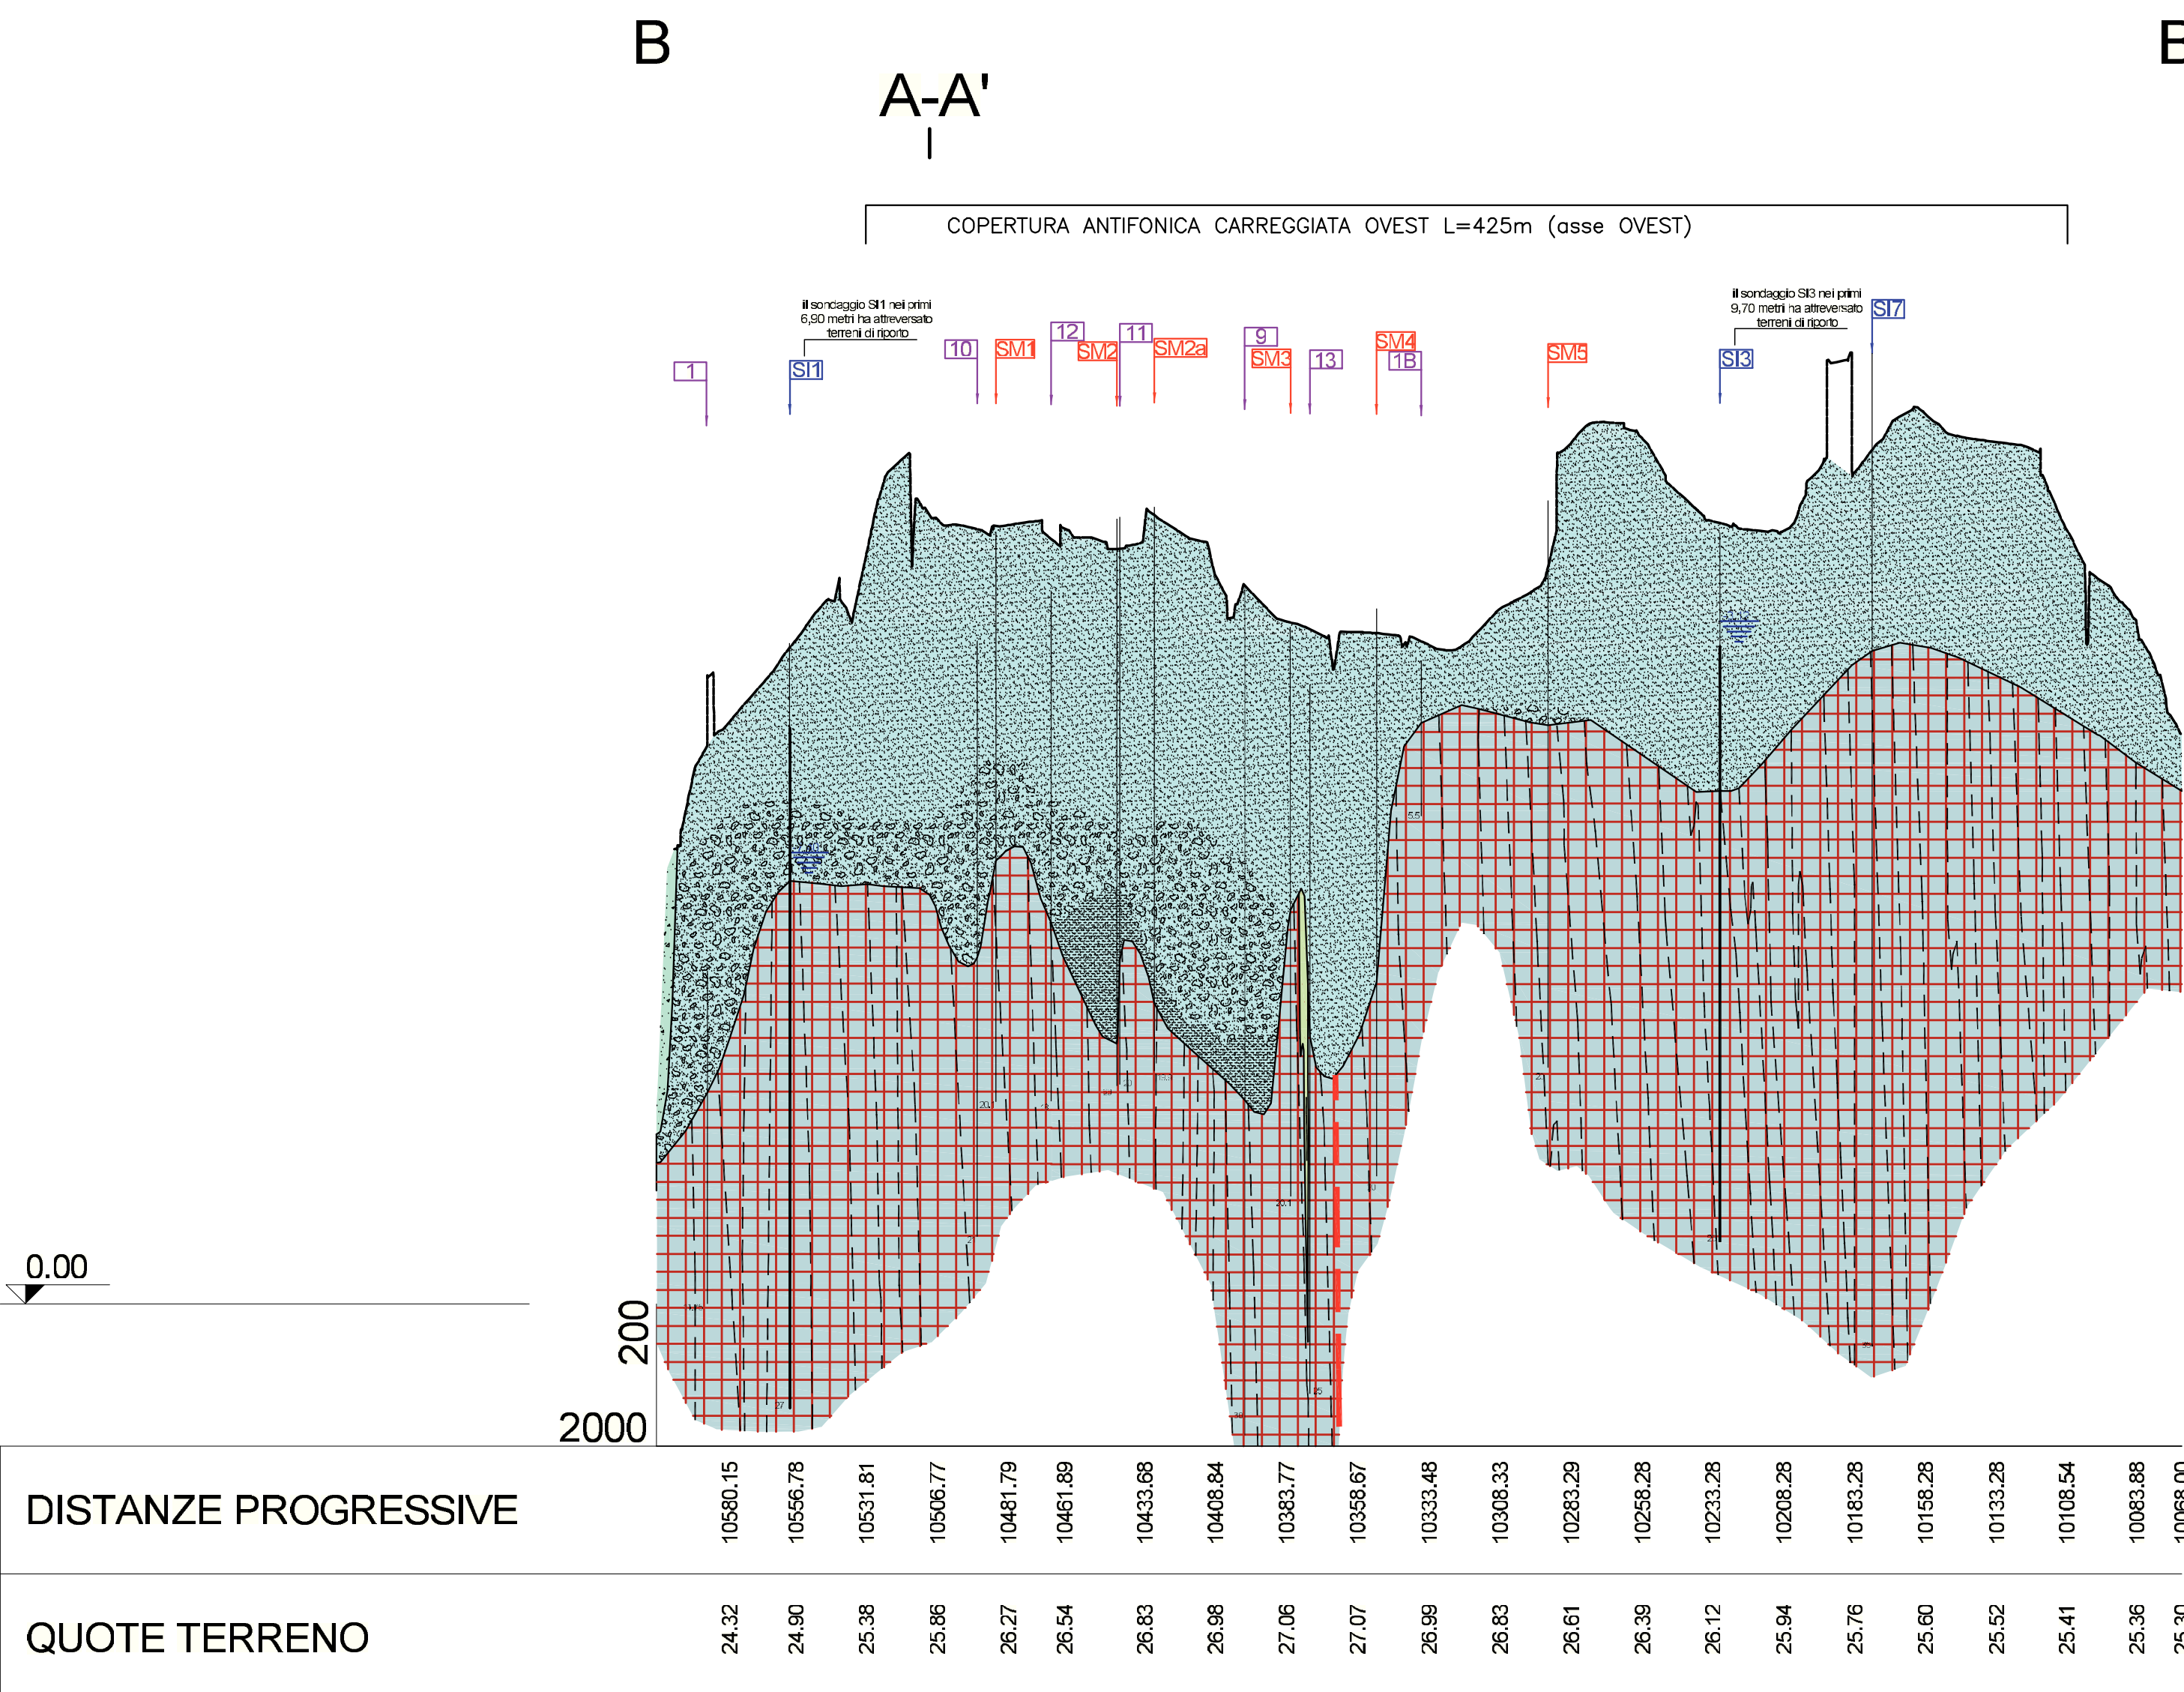 B
A-A'
COPERTURA ANTIFONICA CARREGGIATA OVEST L=425m (asse OVEST)
il sondaggio SI1 nei primi
6,90 metri ha attreversato
terreni di riporto
il sondaggio SI3 nei primi
9,70 metri ha attreversato
terreni di riporto
1
SI1
10
SM1
12
SM2
11
SM2a
9
SM3
13
SM4
1B
SM5
SI3
SI7
5.5
20.1
27
0.00
200
2000
DISTANZE PROGRESSIVE
10580.15
10556.78
10531.81
10506.77
10481.79
10461.89
10433.68
10408.84
10383.77
10358.67
10333.48
10308.33
10283.29
10258.28
10233.28
10208.28
10183.28
10158.28
10133.28
10108.54
10083.88
QUOTE TERRENO
24.32
24.90
25.38
25.86
26.27
26.54
26.83
26.98
27.06
27.07
26.99
26.83
26.61
26.39
26.12
25.94
25.76
25.60
25.52
25.41
25.36